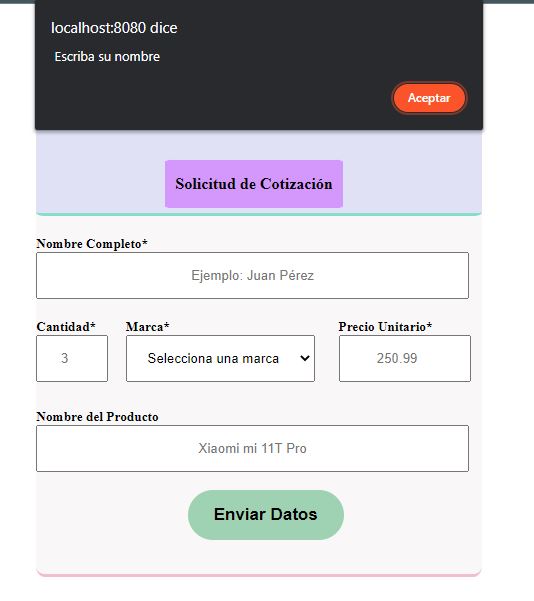 localhost:8080 dice
Escriba su nombre
Aceptar
Solicitud de Cotización
Nombre Completo*
Ejemplo: Juan Pérez
Cantidad* Marca* Precio Unitario*
3 Selecciona una marca 250.99
Nombre del Producto
Xiaomi mi 11T Pro
Enviar Datos